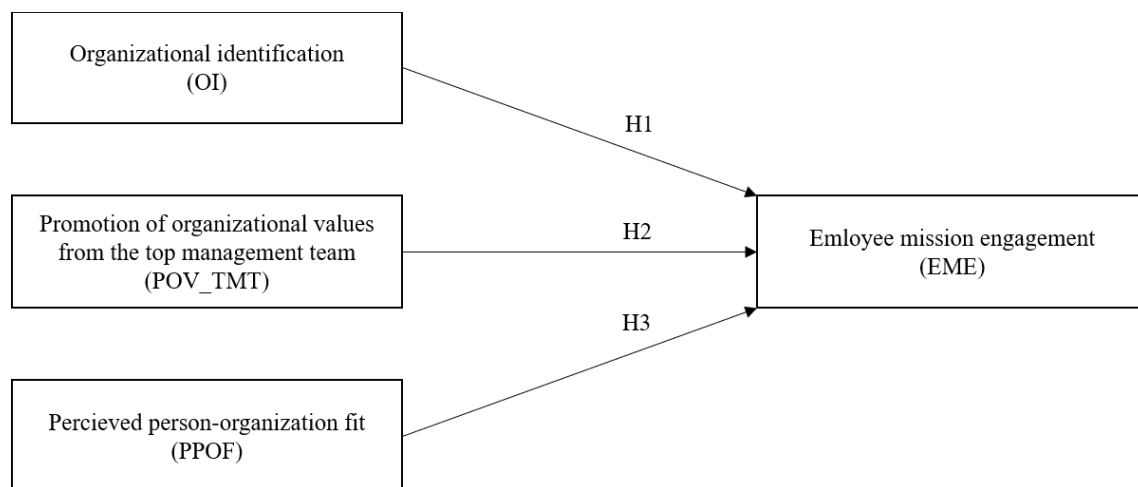 Organizational identification
(OI)
H1
Promotion of organizational values
from the top management team
(POV_TMT)
H2
Emloyee mission engagement
(EME)
H3
Percieved person-organization fit
(PPOF)